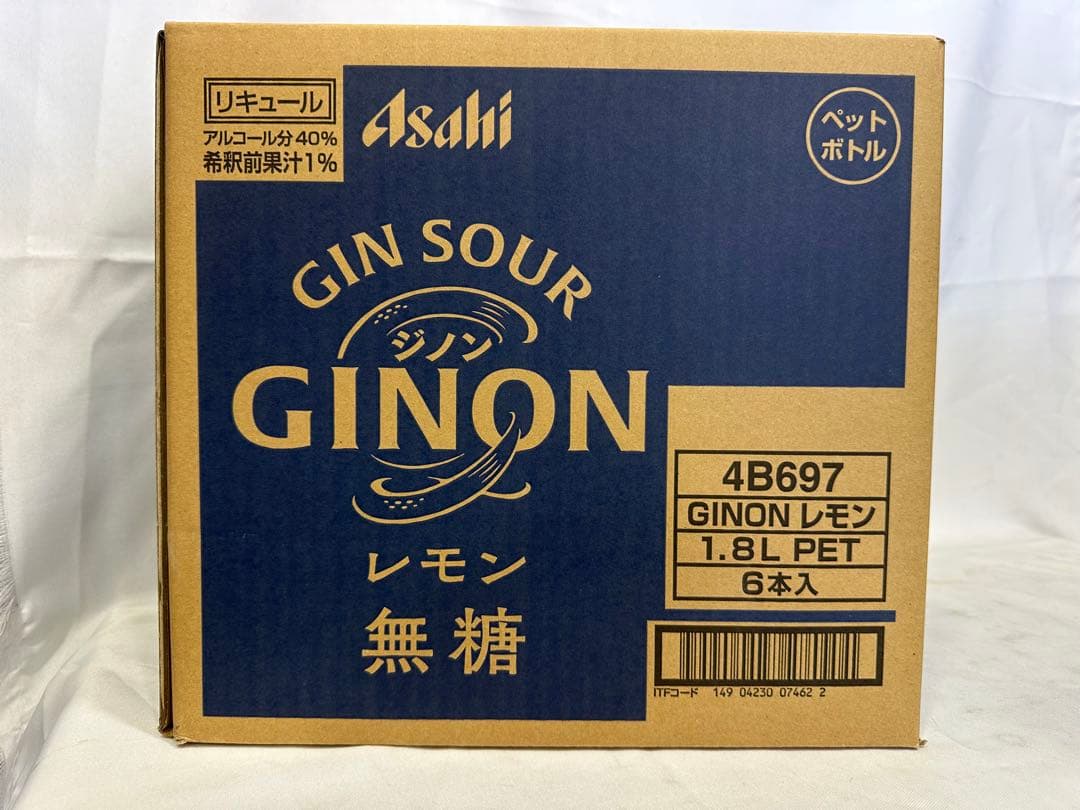 リキュール
アルコール分40%
希釈前果汁1%
Asahi
ペット
ボトル
GIN SOUR
ジノン
GINON
レモン
無糖
4B697
GINON レモン
1.8L PET
6本入
ITFコード 149 04230 07462 2